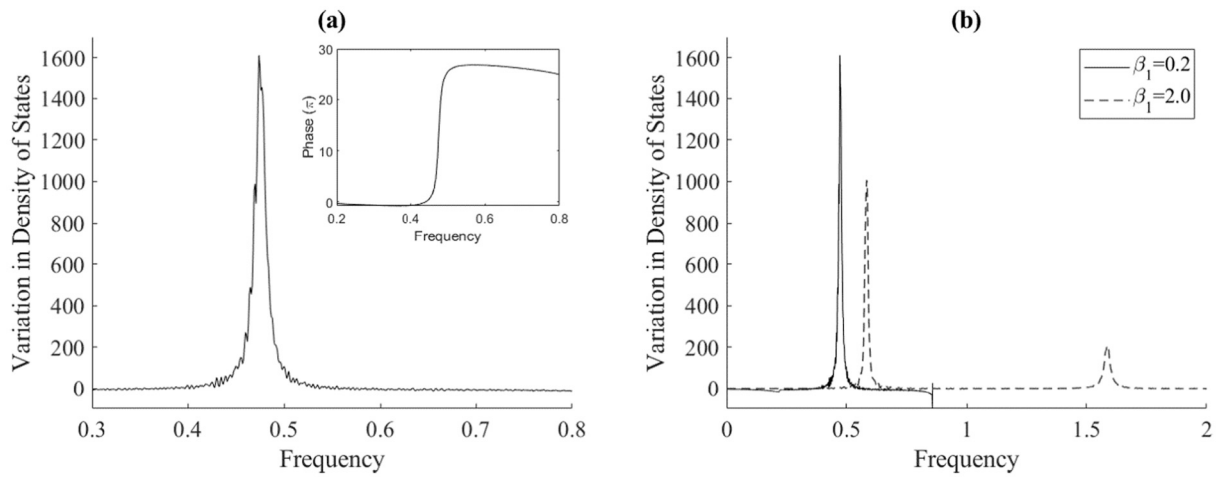 (a)
Variation in Density of States
1600
1400
1200
1000
800
600
400
200
0
0.3 0.4 0.5 0.6 0.7 0.8
Frequency
Phase (π)
30
20
10
0
0.2 0.4 0.6 0.8
Frequency
(b)
Variation in Density of States
1600
1400
1200
1000
800
600
400
200
0
0 0.5 1 1.5 2
Frequency
β₁=0.2
β₁=2.0